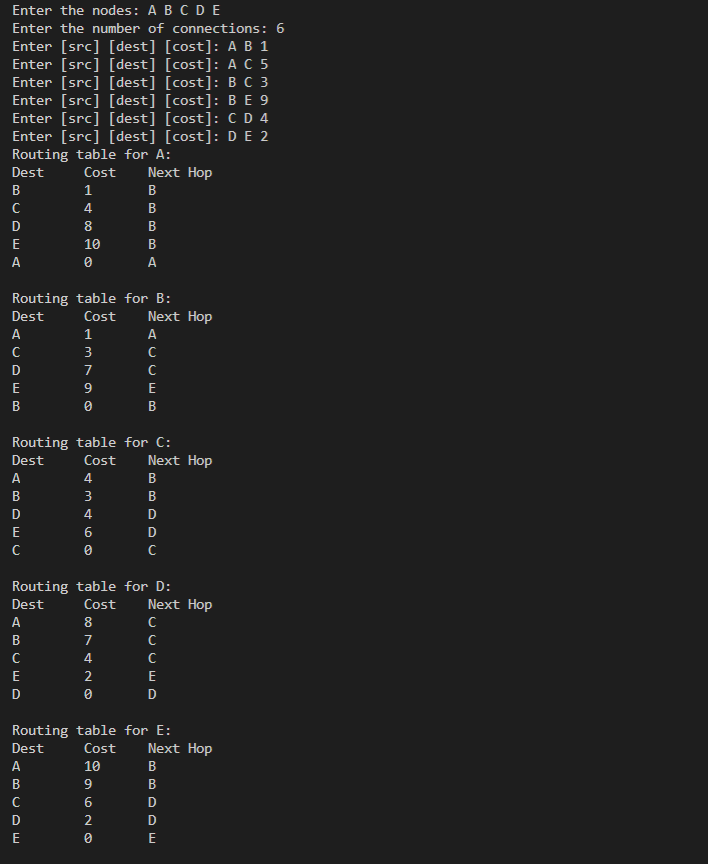 Enter the nodes: A B C D E
Enter the number of connections: 6
Enter [src] [dest] [cost]: A B 1
Enter [src] [dest] [cost]: A C 5
Enter [src] [dest] [cost]: B C 3
Enter [src] [dest] [cost]: B E 9
Enter [src] [dest] [cost]: C D 4
Enter [src] [dest] [cost]: D E 2
Routing table for A:
Dest     Cost    Next Hop
B        1       B
C        4       B
D        8       B
E        10      B
A        0       A

Routing table for B:
Dest     Cost    Next Hop
A        1       A
C        3       C
D        7       C
E        9       E
B        0       B

Routing table for C:
Dest     Cost    Next Hop
A        4       B
B        3       B
D        4       D
E        6       D
C        0       C

Routing table for D:
Dest     Cost    Next Hop
A        8       C
B        7       C
C        4       C
E        2       E
D        0       D

Routing table for E:
Dest     Cost    Next Hop
A        10      B
B        9       B
C        6       D
D        2       D
E        0       E